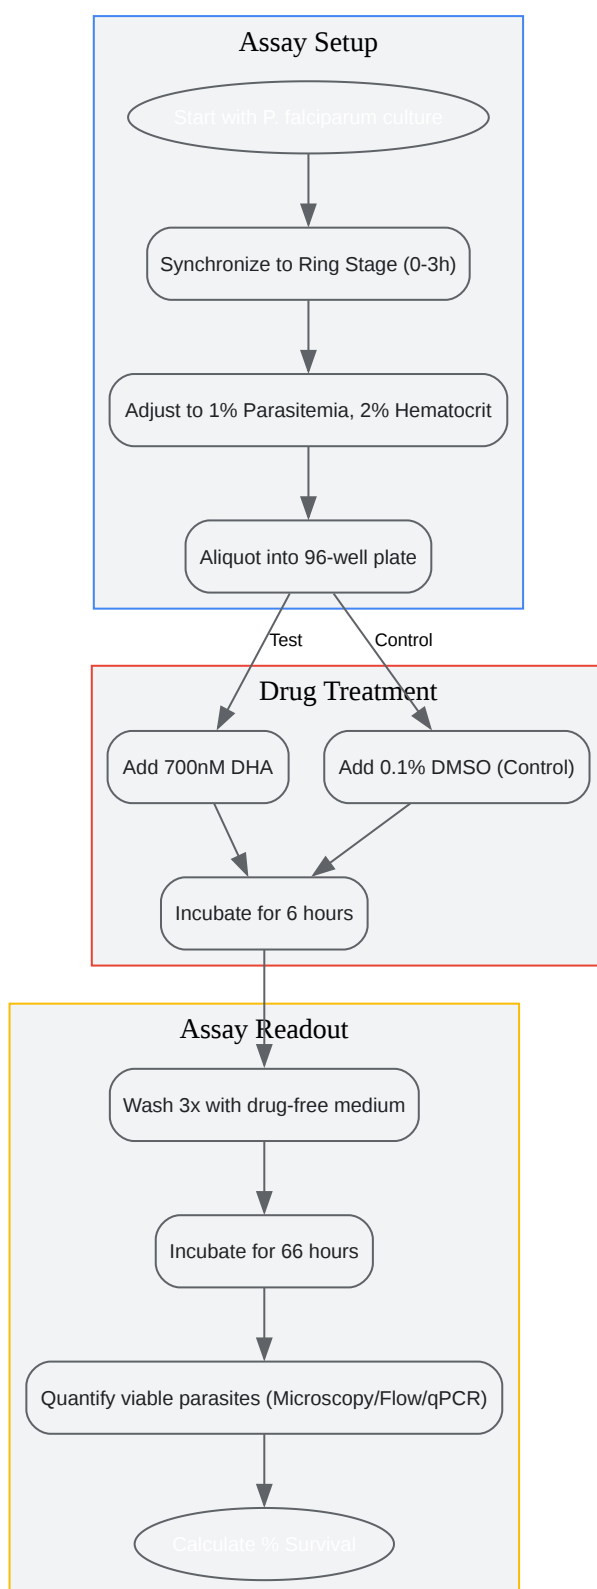 Assay Setup
Start with P. falciparum culture
Synchronize to Ring Stage (0-3h)
Adjust to 1% Parasitemia, 2% Hematocrit
Aliquot into 96-well plate
Test
Control
Drug Treatment
Add 700nM DHA
Add 0.1% DMSO (Control)
Incubate for 6 hours
Assay Readout
Wash 3x with drug-free medium
Incubate for 66 hours
Quantify viable parasites (Microscopy/Flow/qPCR)
Calculate % Survival